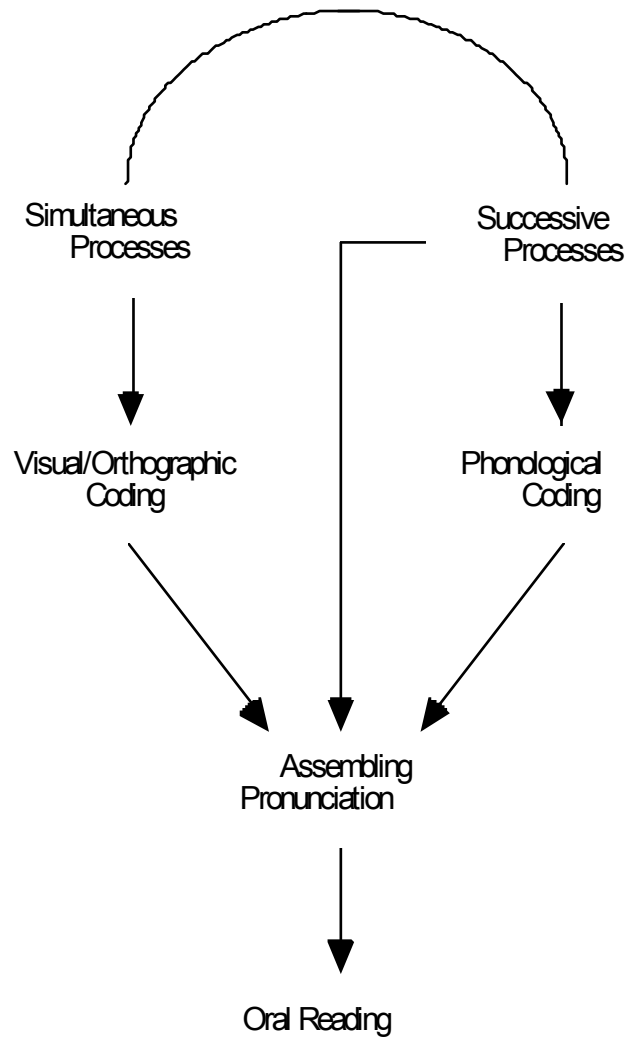 Simultaneous
Processes
Successive
Processes
Visual/Orthographic
Coding
Phonological
Coding
Assembling
Pronunciation
Oral Reading